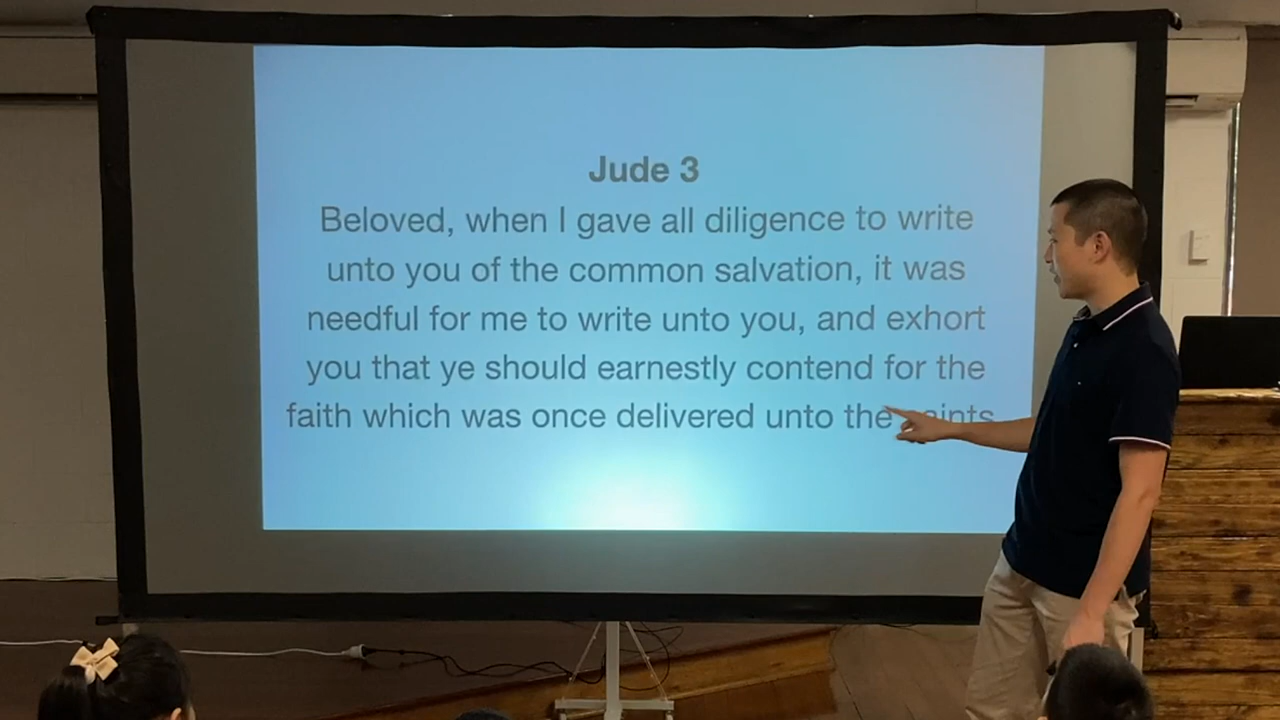 Jude 3
Beloved, when I gave all diligence to write
unto you of the common salvation, it was
needful for me to write unto you, and exhort
you that ye should earnestly contend for the
faith which was once delivered unto the saints